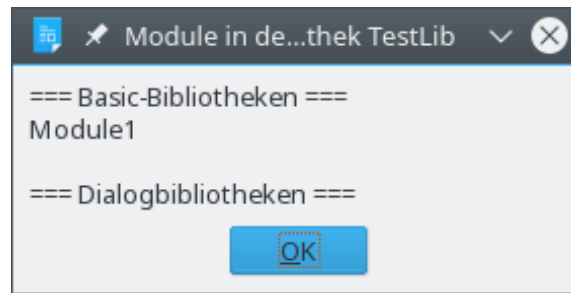 Module in de...thek TestLib
=== Basic-Bibliotheken ===
Module1
=== Dialogbibliotheken ===
OK